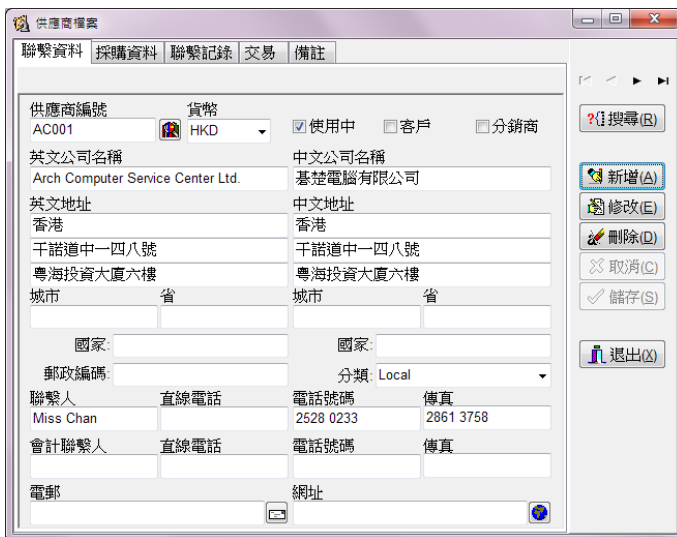 供應商檔案
聯繫資料 採購資料 聯繫記錄 交易 備註
供應商編號 貨幣
AC001 HKD 使用中 客戶 分銷商
英文公司名稱 中文公司名稱
Arch Computer Service Center Ltd. 基楚電腦有限公司
英文地址 中文地址
香港 香港
干諾道中一四八號 干諾道中一四八號
粵海投資大廈六樓 粵海投資大廈六樓
城市 省 城市 省
國家: 國家:
郵政編碼: 分類: Local
聯繫人 直線電話 電話號碼 傳真
Miss Chan 2528 0233 2861 3758
會計聯繫人 直線電話 電話號碼 傳真
電郵 網址
搜尋(R)
新增(A)
修改(E)
刪除(D)
取消(C)
儲存(S)
退出(X)